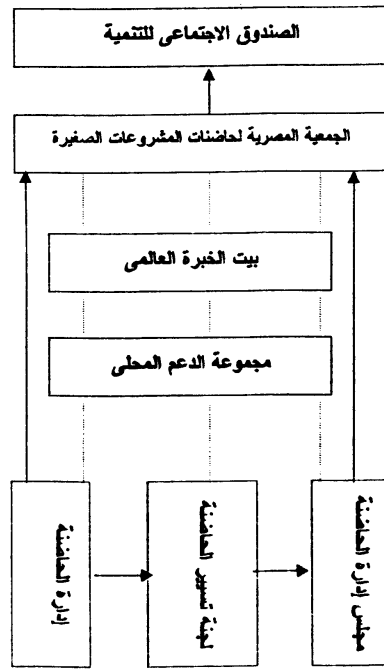 الصندوق الاجتماعى للتنمية
الجمعية المصرية لحاضنات المشروعات الصغيرة
بيت الخبرة العالمى
مجموعة الدعم المحلى
مجلس إدارة الحاضنة
لجنة تسيير الحاضنة
إدارة الحاضنة